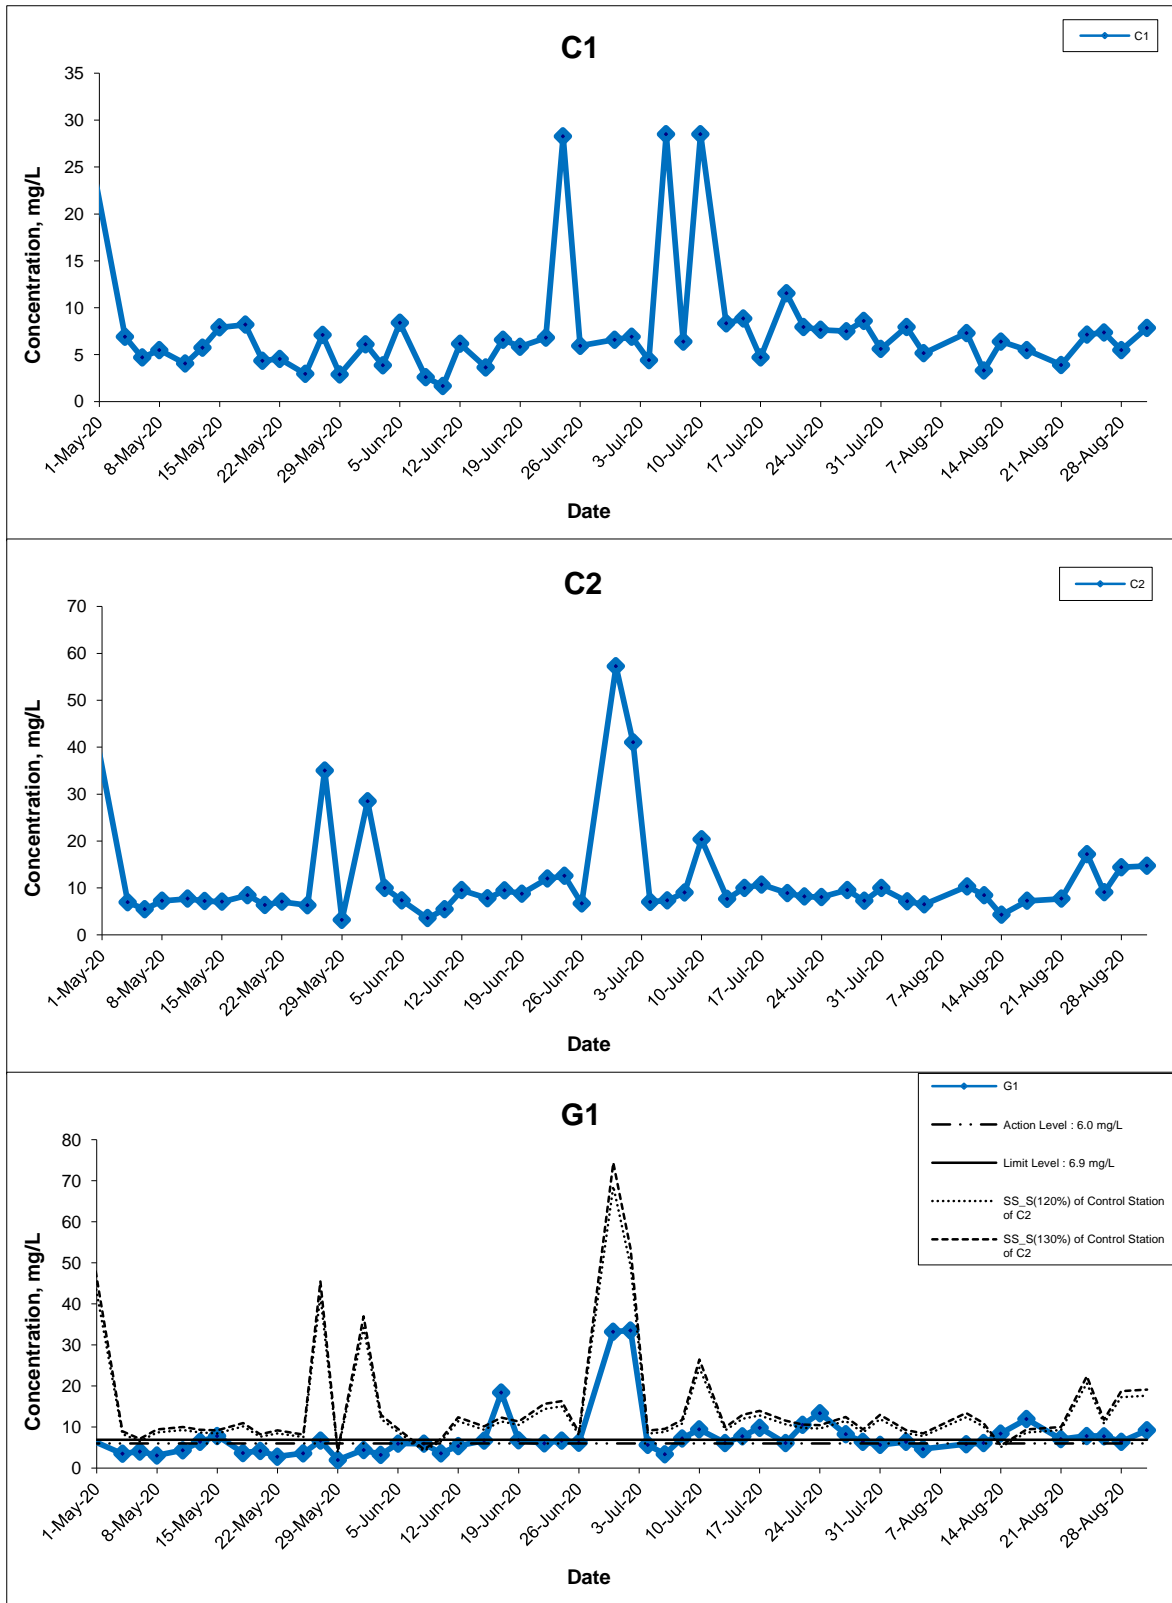 C1
C1
Concentration, mg/L
35
30
25
20
15
10
5
0
1-May-20
8-May-20
15-May-20
22-May-20
29-May-20
5-Jun-20
12-Jun-20
19-Jun-20
26-Jun-20
3-Jul-20
10-Jul-20
17-Jul-20
24-Jul-20
31-Jul-20
7-Aug-20
14-Aug-20
21-Aug-20
28-Aug-20
Date
C2
C2
Concentration, mg/L
70
60
50
40
30
20
10
0
1-May-20
8-May-20
15-May-20
22-May-20
29-May-20
5-Jun-20
12-Jun-20
19-Jun-20
26-Jun-20
3-Jul-20
10-Jul-20
17-Jul-20
24-Jul-20
31-Jul-20
7-Aug-20
14-Aug-20
21-Aug-20
28-Aug-20
Date
G1
G1
Action Level : 6.0 mg/L
Limit Level : 6.9 mg/L
SS_S(120%) of Control Station
of C2
SS_S(130%) of Control Station
of C2
Concentration, mg/L
80
70
60
50
40
30
20
10
0
1-May-20
8-May-20
15-May-20
22-May-20
29-May-20
5-Jun-20
12-Jun-20
19-Jun-20
26-Jun-20
3-Jul-20
10-Jul-20
17-Jul-20
24-Jul-20
31-Jul-20
7-Aug-20
14-Aug-20
21-Aug-20
28-Aug-20
Date